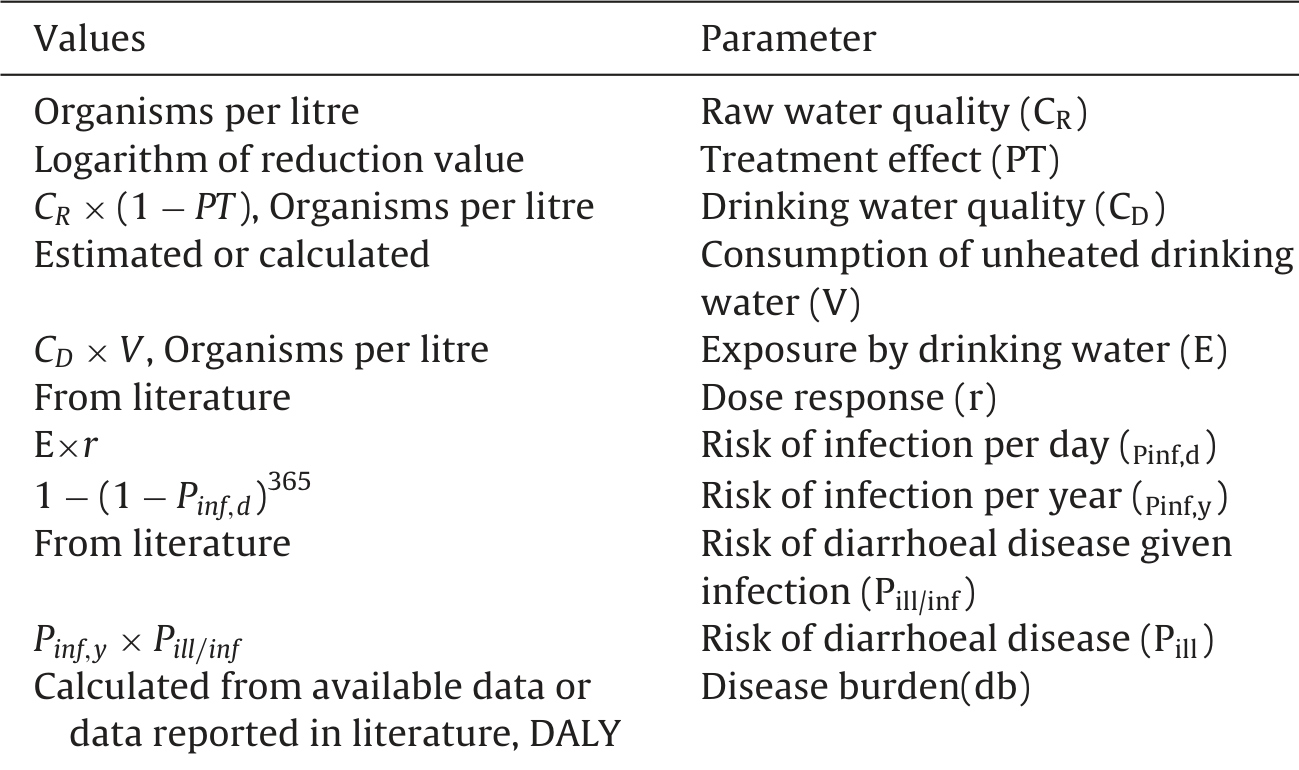 Values Parameter
Organisms per litre Raw water quality (C_R)
Logarithm of reduction value Treatment effect (PT)
C_R × (1 − PT), Organisms per litre Drinking water quality (C_D)
Estimated or calculated Consumption of unheated drinking
water (V)
C_D × V, Organisms per litre Exposure by drinking water (E)
From literature Dose response (r)
E×r Risk of infection per day (_Pinf,d)
1 − (1 − P_inf,d)^365 Risk of infection per year (_Pinf,y)
From literature Risk of diarrhoeal disease given
infection (P_ill/inf)
P_inf,y × P_ill/inf Risk of diarrhoeal disease (P_ill)
Calculated from available data or Disease burden(db)
data reported in literature, DALY